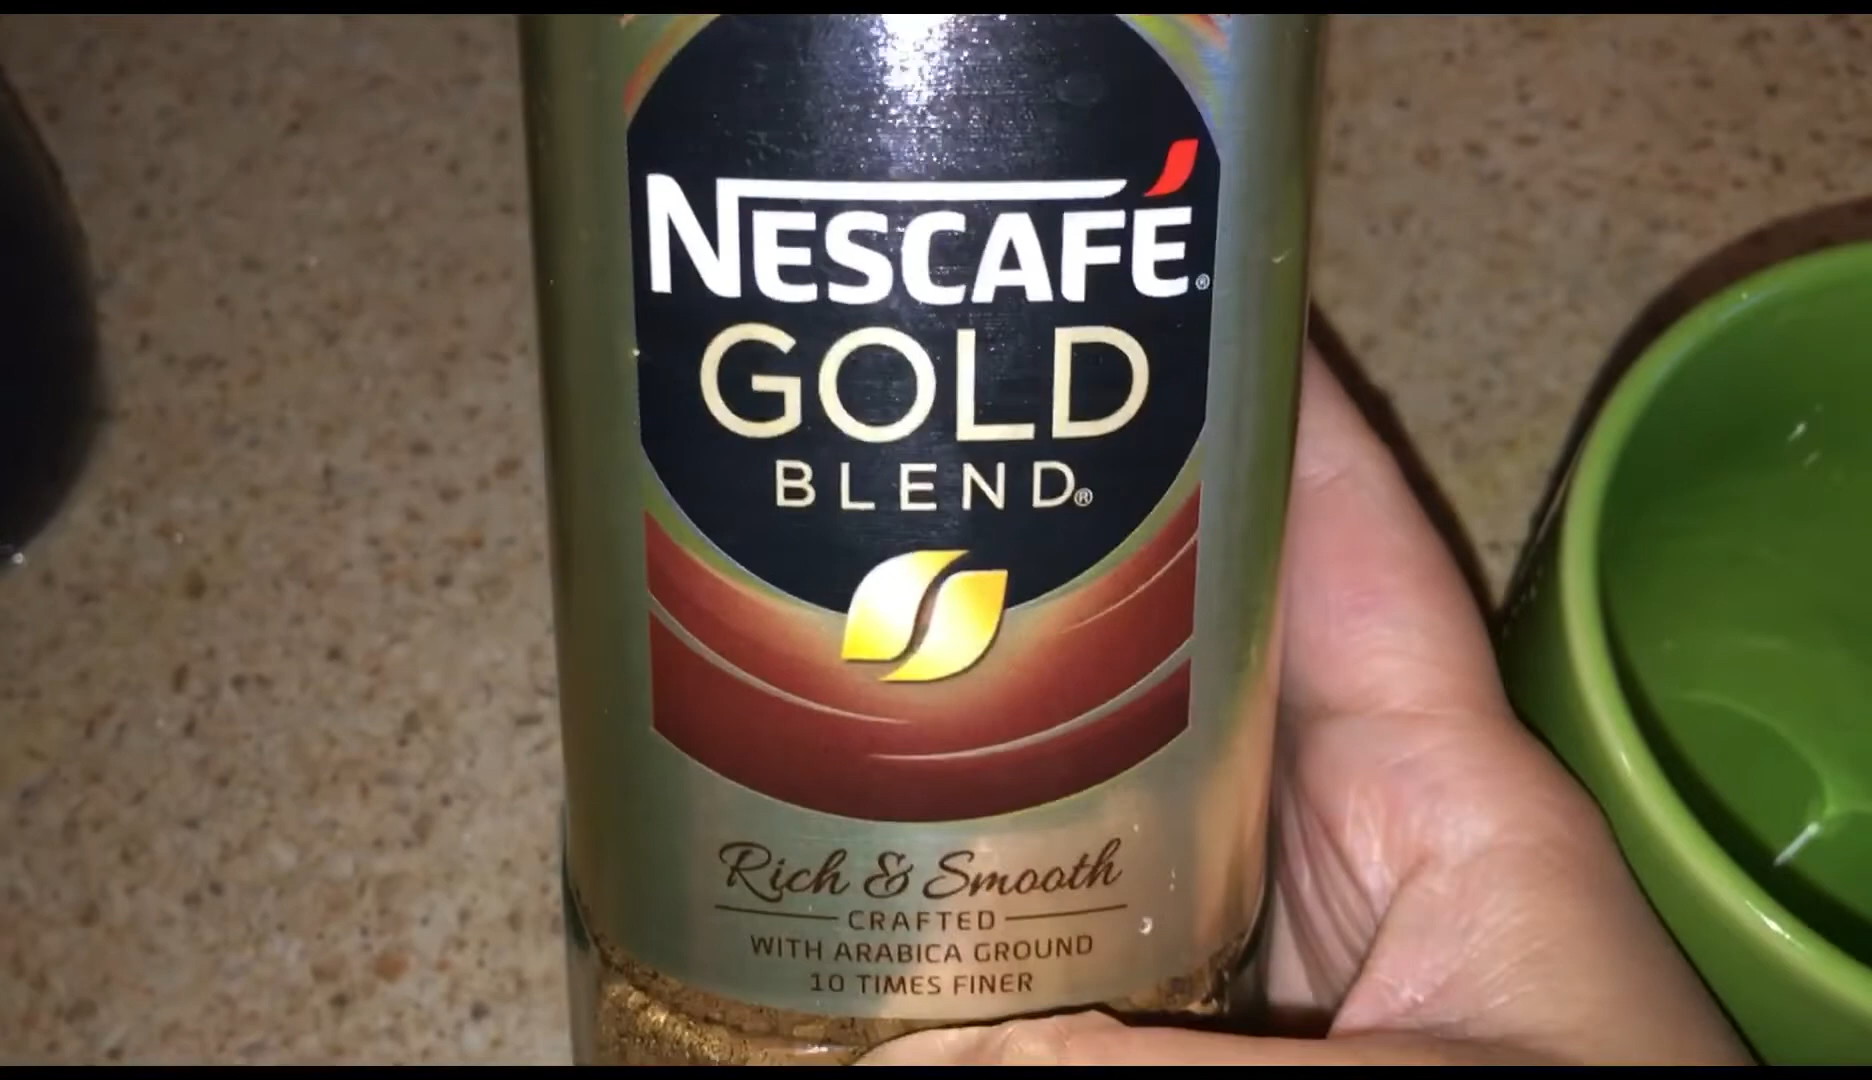 NESCAFÉ®
GOLD
BLEND®
Rich & Smooth
CRAFTED
WITH ARABICA GROUND
10 TIMES FINER